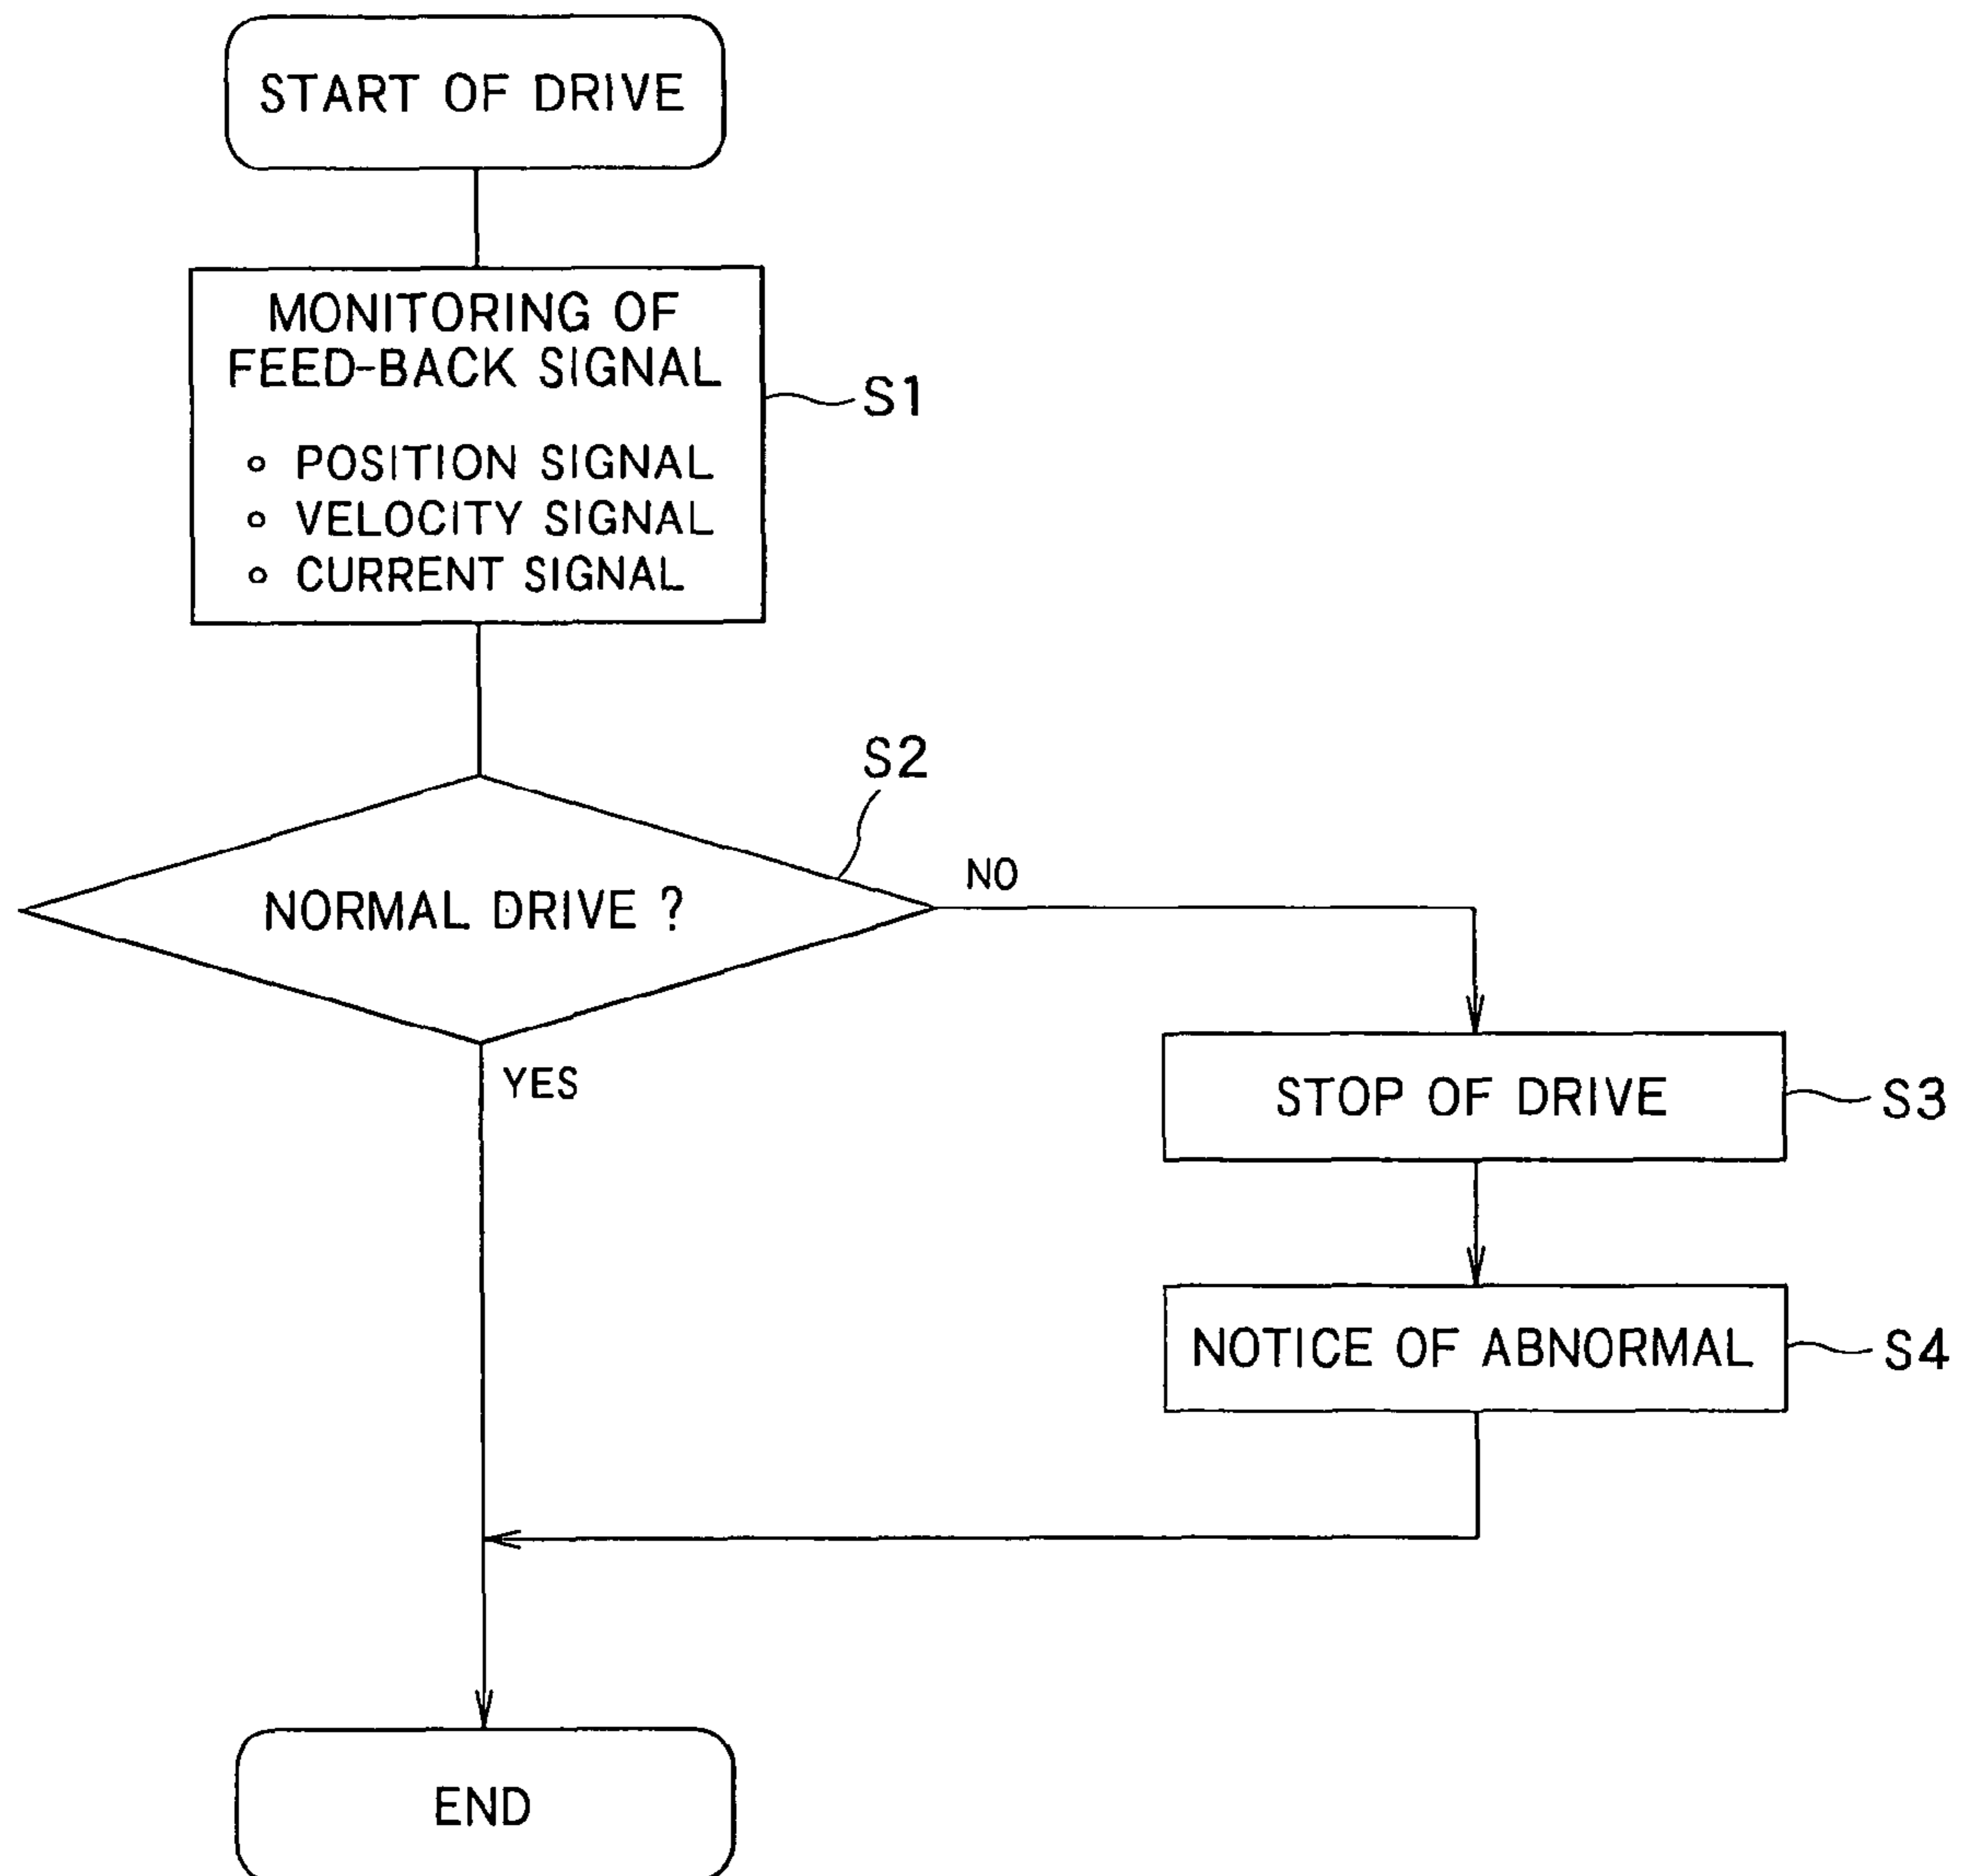 START OF DRIVE
MONITORING OF
FEED-BACK SIGNAL
S1
∘ POSITION SIGNAL
∘ VELOCITY SIGNAL
∘ CURRENT SIGNAL
S2
NORMAL DRIVE ?
NO
YES
STOP OF DRIVE
S3
NOTICE OF ABNORMAL
S4
END